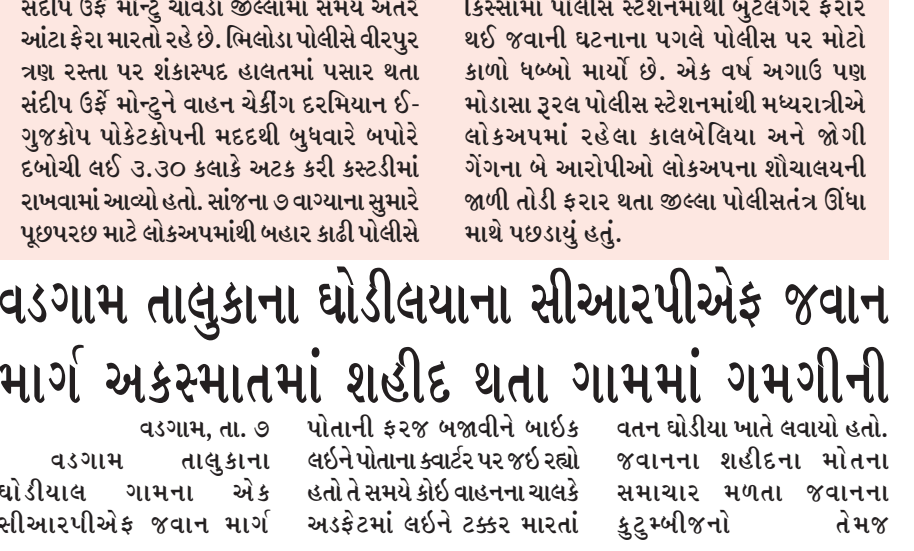 સંદીપ ઉર્ફે મોન્ટુ ચાવડા જીલ્લામાં સમય અંતરે
આંટાફેરા મારતો રહે છે. ભિલોડા પોલીસે વીરપુર
ત્રણ રસ્તા પર શંકાસ્પદ હાલતમાં પસાર થતા
સંદીપ ઉર્ફે મોન્ટુને વાહન ચેકીંગ દરમિયાન ઈ-
ગુજકોપ પોકેટકોપની મદદથી બુધવારે બપોરે
દબોચી લઈ ૩.૩૦ કલાકે અટક કરી કસ્ટડીમાં
રાખવામાં આવ્યો હતો. સાંજના ૭ વાગ્યાના સુમારે
પૂછપરછ માટે લોકઅપમાંથી બહાર કાઢી પોલીસે
કિસ્સામાં પોલીસ સ્ટેશનમાંથી બુટલેગર ફરાર
થઈ જવાની ઘટનાના પગલે પોલીસ પર મોટો
કાળો ધબ્બો માર્યો છે. એક વર્ષ અગાઉ પણ
મોડાસા રૂરલ પોલીસ સ્ટેશનમાંથી મધ્યરાત્રીએ
લોકઅપમાં રહેલા કાલબેલિયા અને જોગી
ગેંગના બે આરોપીઓ લોકઅપના શૌચાલયની
જાળી તોડી ફરાર થતા જીલ્લા પોલીસતંત્ર ઊંધા
માથે પછડાયું હતું.
વડગામ તાલુકાના ઘોડીલયાના સીઆરપીએફ જવાન
માર્ગ અકસ્માતમાં શહીદ થતા ગામમાં ગમગીની
વડગામ, તા. ૭
વડગામ તાલુકાના
ઘોડીયાલ ગામના એક
સીઆરપીએફ જવાન માર્ગ
પોતાની ફરજ બજાવીને બાઇક
લઇને પોતાના ક્વાર્ટર પર જઇ રહ્યો
હતો તે સમયે કોઇ વાહનના ચાલકે
અડફેટમાં લઇને ટક્કર મારતાં
વતન ઘોડીયા ખાતે લવાયો હતો.
જવાનના શહીદના મોતના
સમાચાર મળતા જવાનના
કુટુમ્બીજનો તેમજ